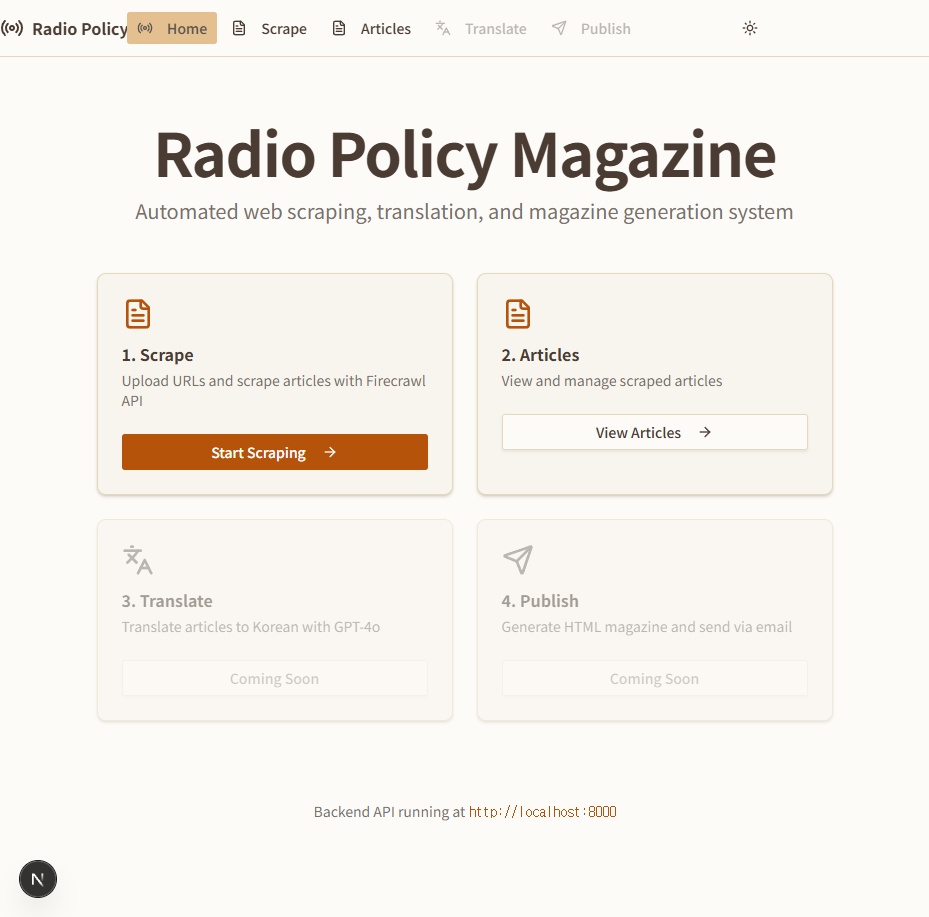 Radio Policy Home Scrape Articles Translate Publish
Radio Policy Magazine
Automated web scraping, translation, and magazine generation system
1. Scrape
Upload URLs and scrape articles with Firecrawl
API
Start Scraping →
2. Articles
View and manage scraped articles
View Articles →
3. Translate
Translate articles to Korean with GPT-4o
Coming Soon
4. Publish
Generate HTML magazine and send via email
Coming Soon
Backend API running at http://localhost:8000
N